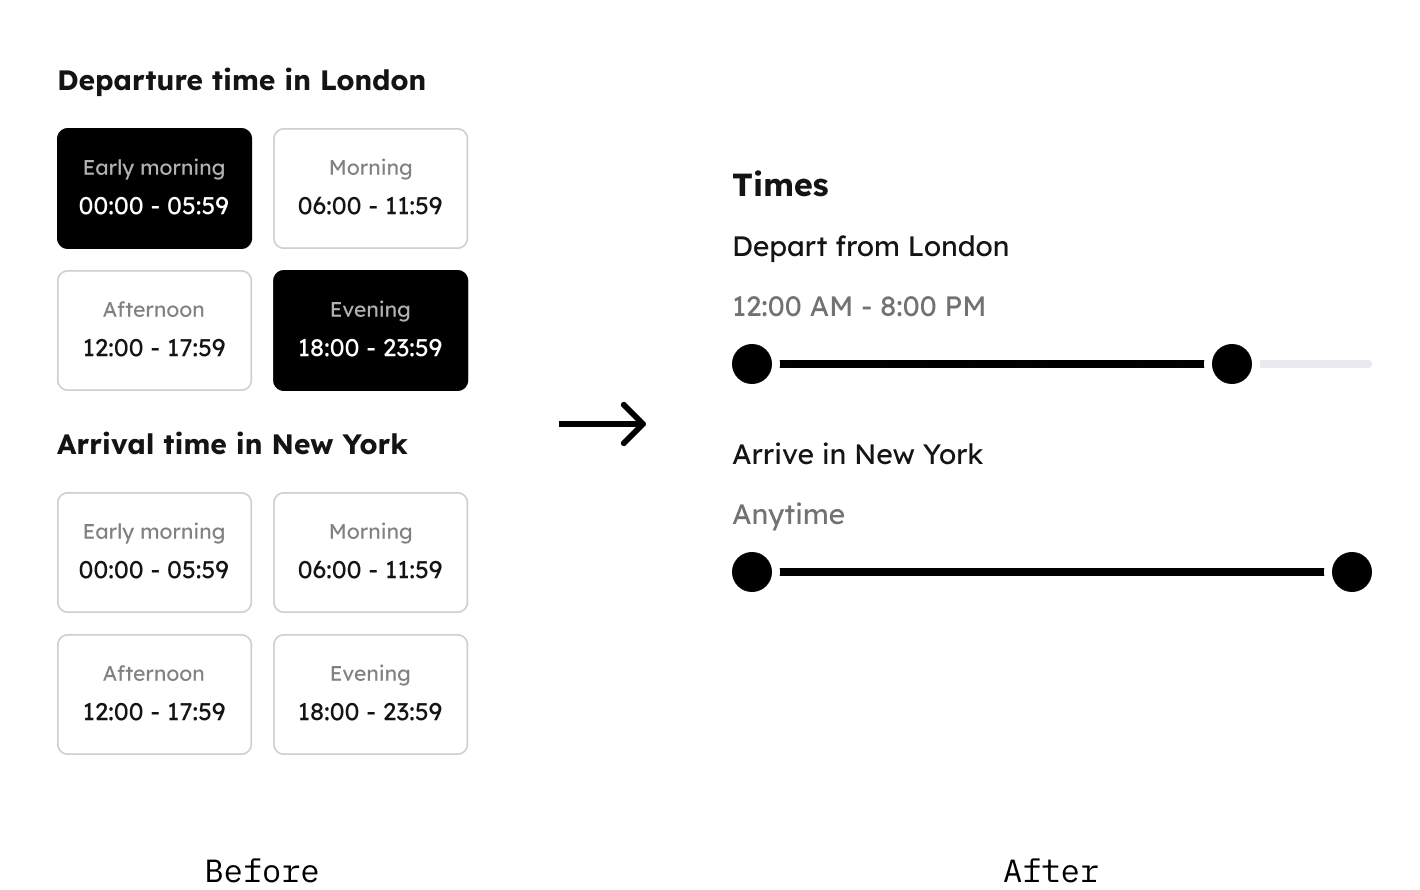 Departure time in London
Early morning
00:00 - 05:59
Morning
06:00 - 11:59
Afternoon
12:00 - 17:59
Evening
18:00 - 23:59
Arrival time in New York
Early morning
00:00 - 05:59
Morning
06:00 - 11:59
Afternoon
12:00 - 17:59
Evening
18:00 - 23:59
Before
Times
Depart from London
12:00 AM - 8:00 PM
Arrive in New York
Anytime
After